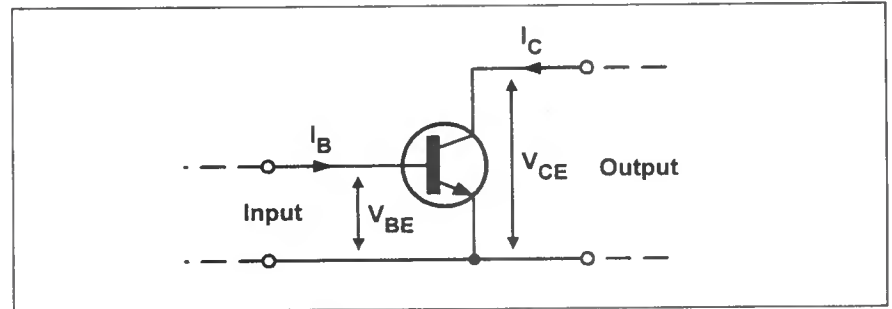 I_C
I_B
V_CE
Output
Input
V_BE